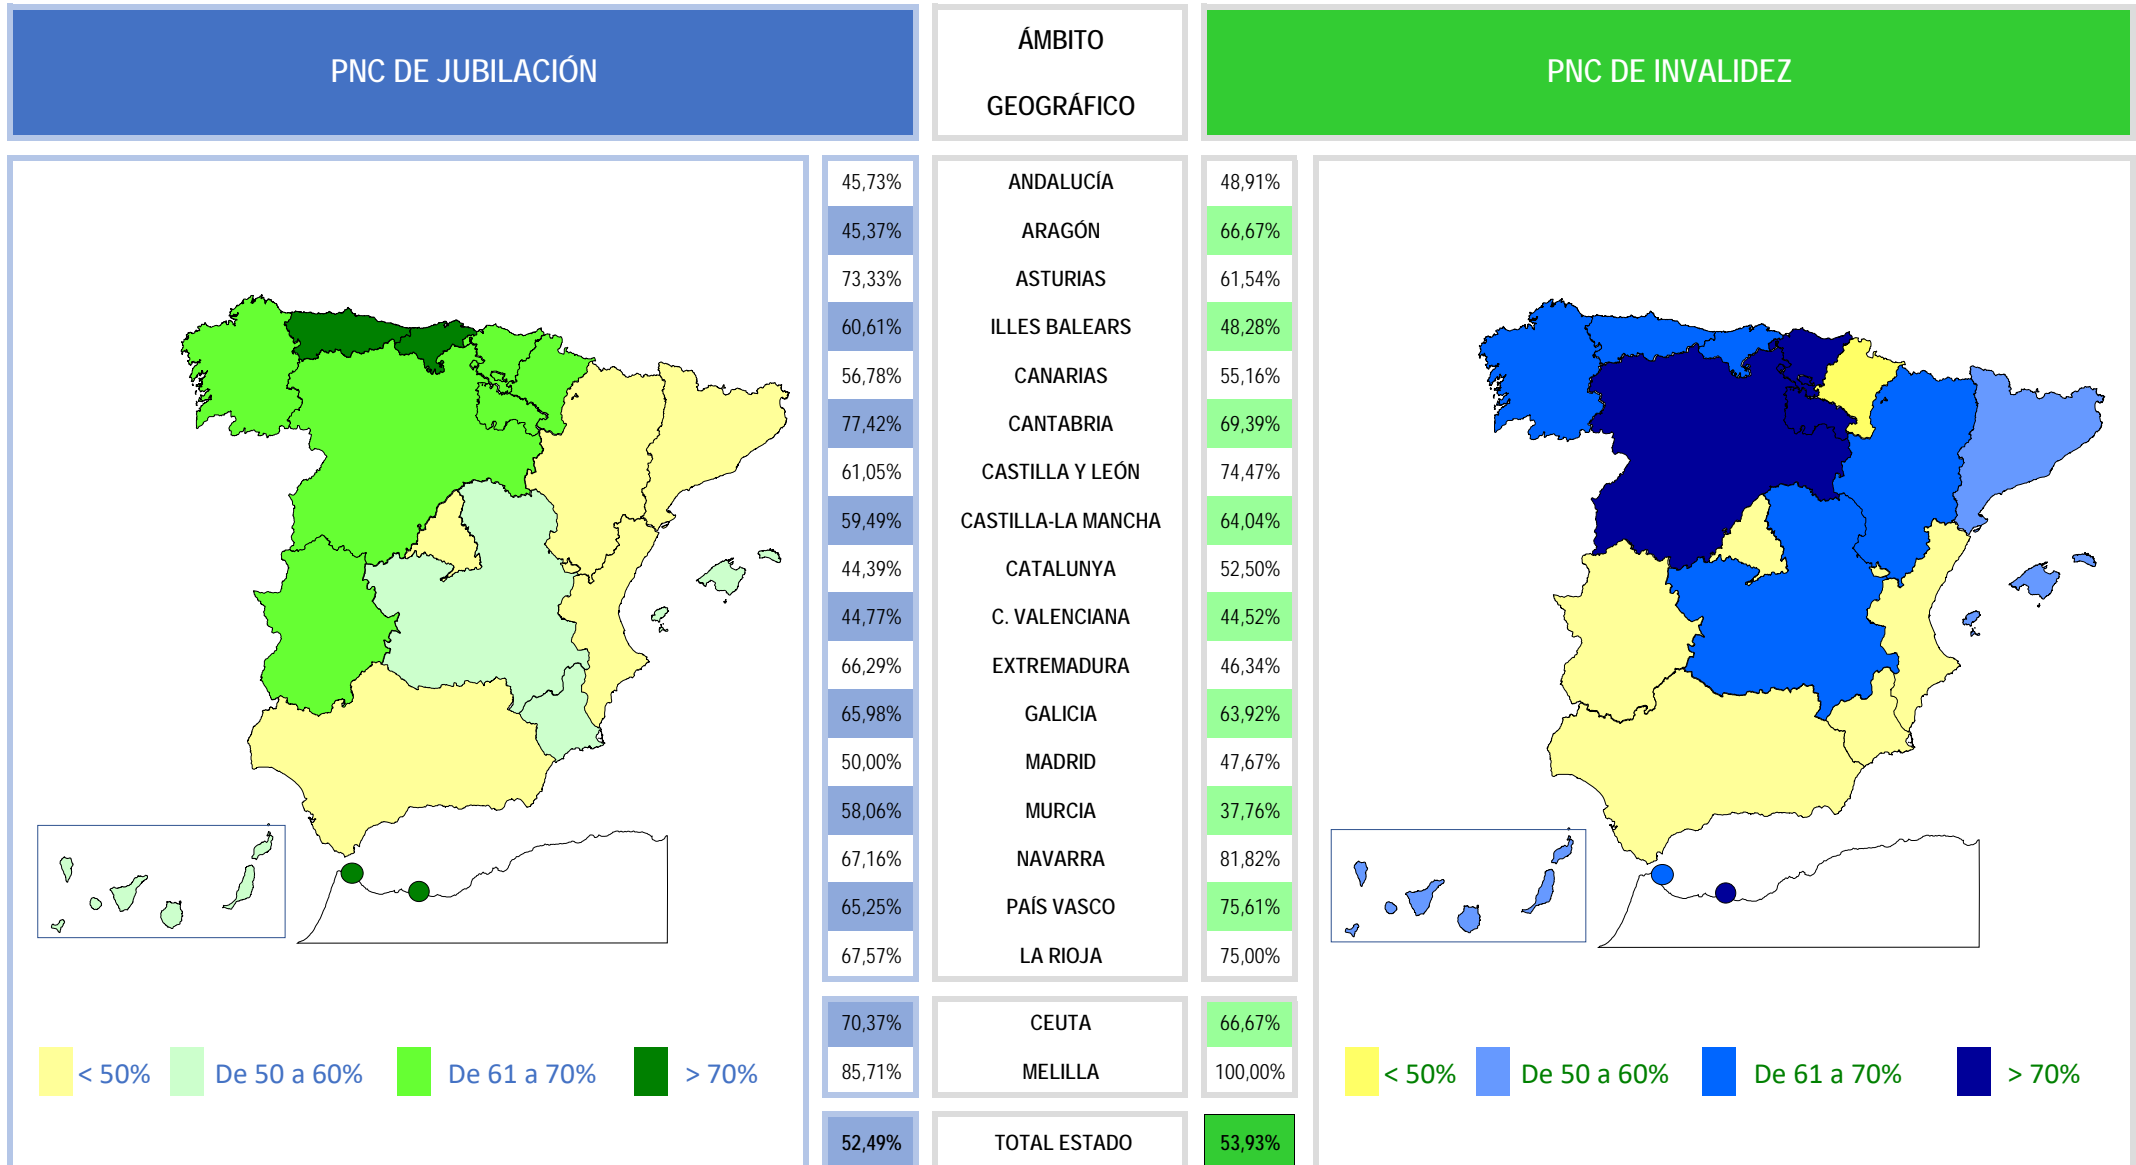 PNC DE JUBILACIÓN
ÁMBITO
GEOGRÁFICO
PNC DE INVALIDEZ
45,73% ANDALUCÍA 48,91%
45,37% ARAGÓN 66,67%
73,33% ASTURIAS 61,54%
60,61% ILLES BALEARS 48,28%
56,78% CANARIAS 55,16%
77,42% CANTABRIA 69,39%
61,05% CASTILLA Y LEÓN 74,47%
59,49% CASTILLA-LA MANCHA 64,04%
44,39% CATALUNYA 52,50%
44,77% C. VALENCIANA 44,52%
66,29% EXTREMADURA 46,34%
65,98% GALICIA 63,92%
50,00% MADRID 47,67%
58,06% MURCIA 37,76%
67,16% NAVARRA 81,82%
65,25% PAÍS VASCO 75,61%
67,57% LA RIOJA 75,00%
70,37% CEUTA 66,67%
85,71% MELILLA 100,00%
52,49% TOTAL ESTADO 53,93%
< 50% De 50 a 60% De 61 a 70% > 70%
< 50% De 50 a 60% De 61 a 70% > 70%